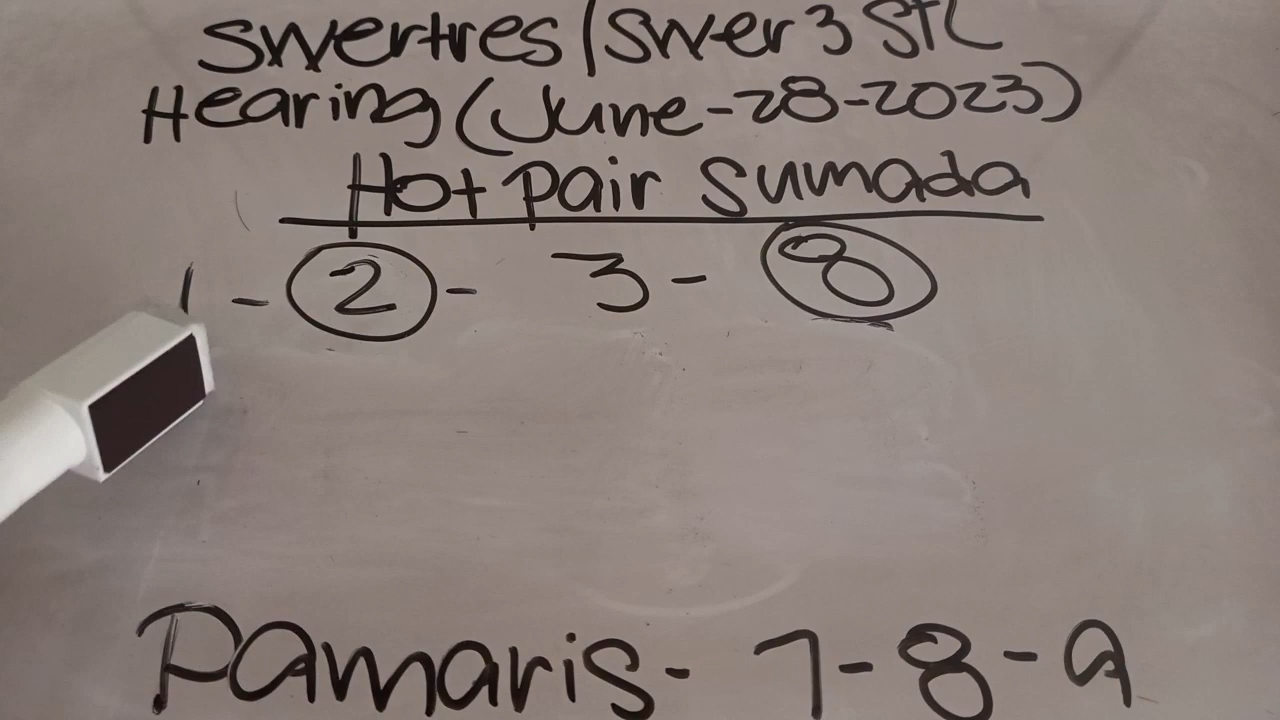 Swertres/Swer3 STL
Hearing (June-28-2023)
Hot pair Sumada
1 - 2 - 3 - 8
Pamaris- 7-8-9